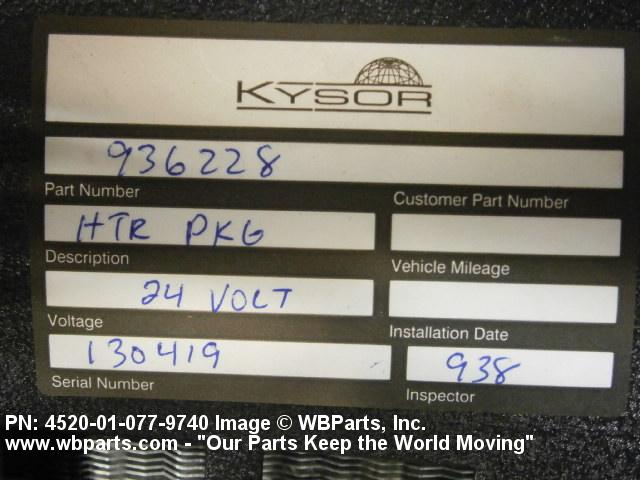 KYSOR
936228
Part Number
Customer Part Number
HTR PKG
Description
Vehicle Mileage
24 VOLT
Voltage
Installation Date
130419
938
Serial Number
Inspector
PN: 4520-01-077-9740 Image © WBParts, Inc.
www.wbparts.com - "Our Parts Keep the World Moving"